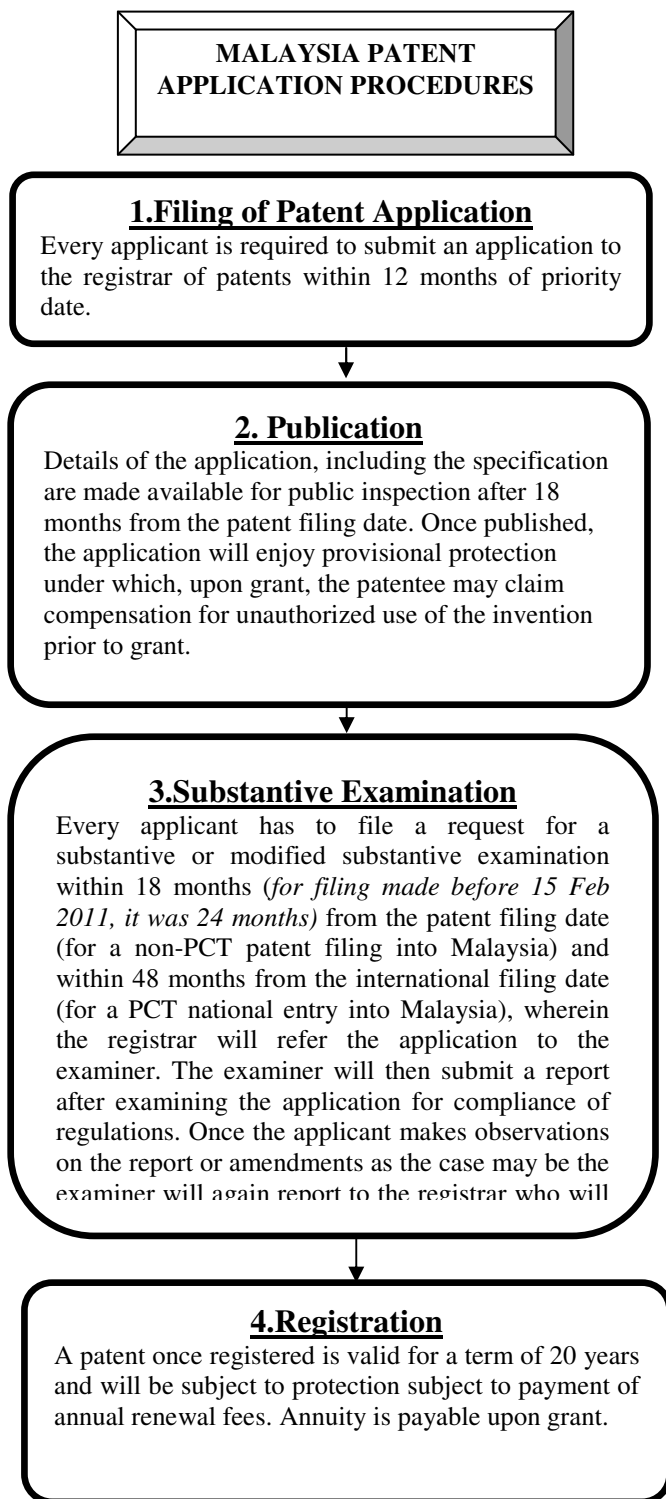 MALAYSIA PATENT
APPLICATION PROCEDURES
1.Filing of Patent Application
Every applicant is required to submit an application to
the registrar of patents within 12 months of priority
date.
2. Publication
Details of the application, including the specification
are made available for public inspection after 18
months from the patent filing date. Once published,
the application will enjoy provisional protection
under which, upon grant, the patentee may claim
compensation for unauthorized use of the invention
prior to grant.
3.Substantive Examination
Every applicant has to file a request for a
substantive or modified substantive examination
within 18 months (for filing made before 15 Feb
2011, it was 24 months) from the patent filing date
(for a non-PCT patent filing into Malaysia) and
within 48 months from the international filing date
(for a PCT national entry into Malaysia), wherein
the registrar will refer the application to the
examiner. The examiner will then submit a report
after examining the application for compliance of
regulations. Once the applicant makes observations
on the report or amendments as the case may be the
examiner will again report to the registrar who will
4.Registration
A patent once registered is valid for a term of 20 years
and will be subject to protection subject to payment of
annual renewal fees. Annuity is payable upon grant.